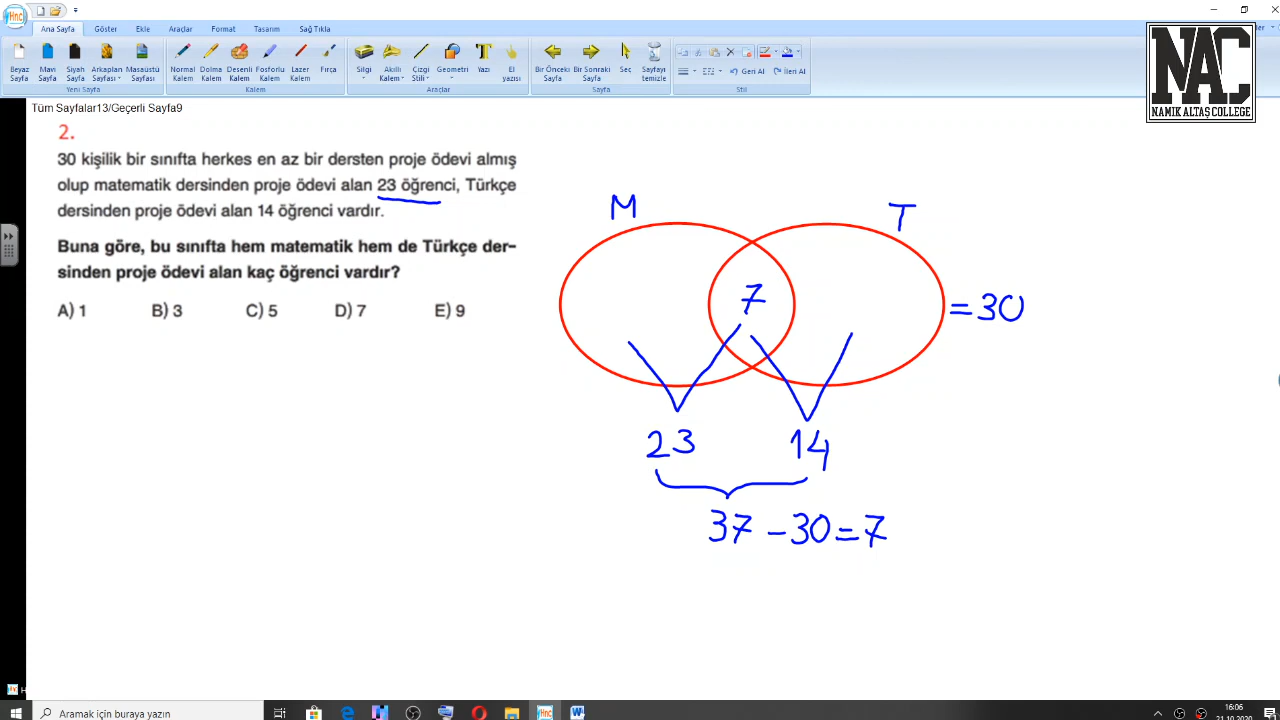 Ana Sayfa Göster Ekle Araçlar Format Tasarım Sağ Tıkla
Beyaz Sayfa Mavi Sayfa Siyah Sayfa Arkaplan Sayfası Masaüstü Sayfası Normal Kalem Dolma Kalem Desenli Kalem Fosforlu Kalem Lazer Kalem Fırça Silgi Akıllı Kalem Çizgi Stili Geometri Yazı El yazısı Bir Önceki Sayfa Bir Sonraki Sayfa Seç Sayfayı temizle Geri Al İleri Al
Yeni Sayfa Kalem Araçlar Sayfa Stil
NAC
NAMIK ALTAŞ COLLEGE
Tüm Sayfalar13/Geçerli Sayfa9
2.
30 kişilik bir sınıfta herkes en az bir dersten proje ödevi almış
olup matematik dersinden proje ödevi alan 23 öğrenci, Türkçe
dersinden proje ödevi alan 14 öğrenci vardır.
Buna göre, bu sınıfta hem matematik hem de Türkçe der-
sinden proje ödevi alan kaç öğrenci vardır?
A) 1 B) 3 C) 5 D) 7 E) 9
M T
7
= 30
23 14
37 - 30 = 7
Aramak için buraya yazın
16:06
21.10.2020